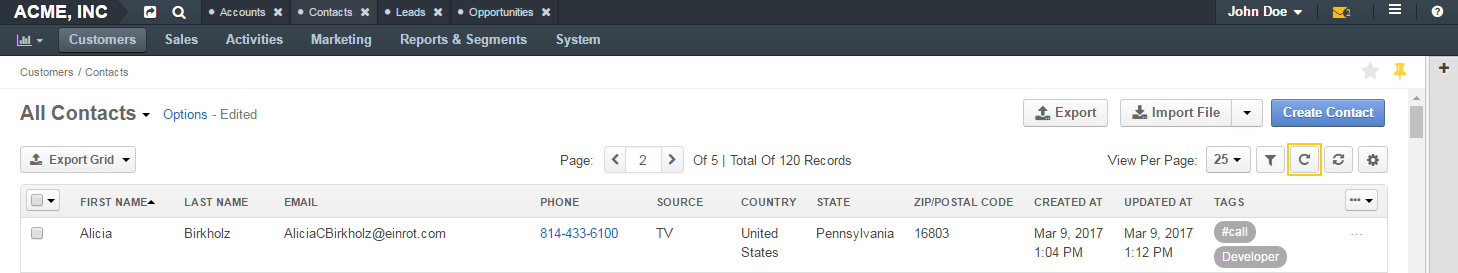 ACME, INC Accounts Contacts Leads Opportunities John Doe 2
Customers Sales Activities Marketing Reports & Segments System
Customers / Contacts
All Contacts Options - Edited Export Import File Create Contact
Export Grid Page: 2 Of 5 | Total Of 120 Records View Per Page: 25
FIRST NAME LAST NAME EMAIL PHONE SOURCE COUNTRY STATE ZIP/POSTAL CODE CREATED AT UPDATED AT TAGS
Alicia Birkholz AliciaCBirkholz@einrot.com 814-433-6100 TV United Pennsylvania 16803 Mar 9, 2017 Mar 9, 2017 #call
States 1:04 PM 1:12 PM Developer